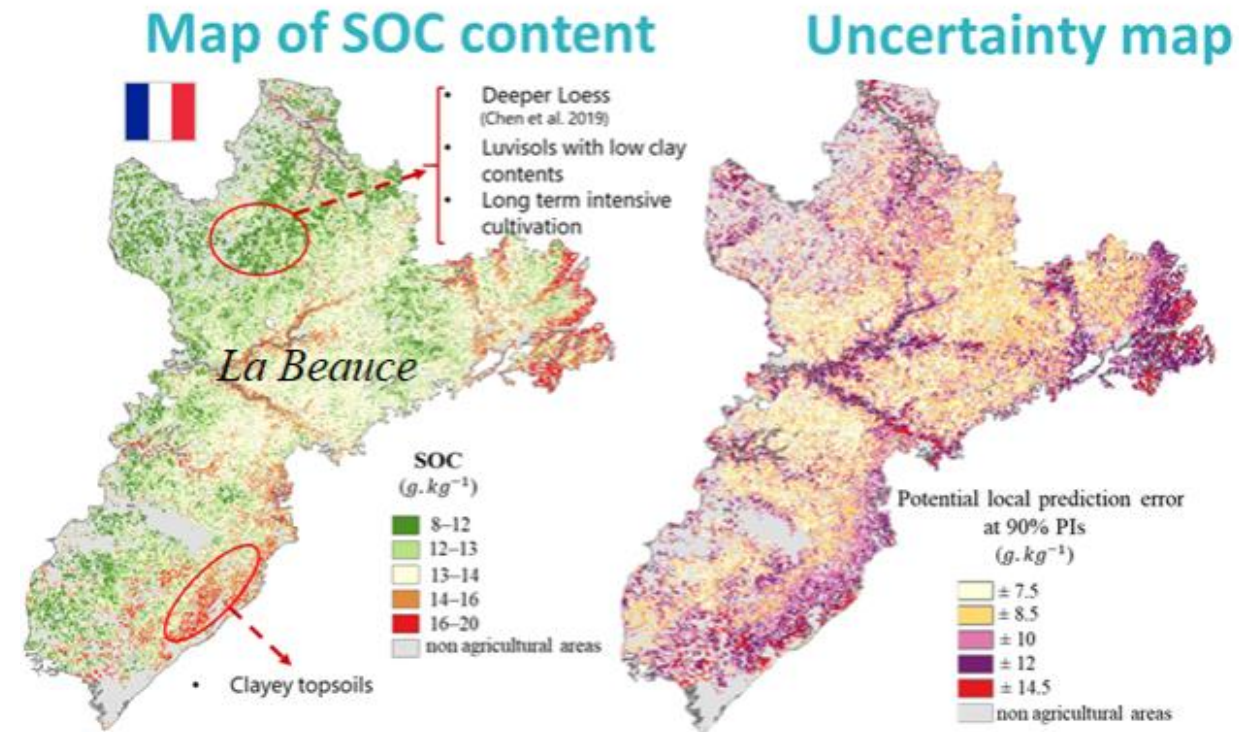 Map of SOC content
Uncertainty map
• Deeper Loess
(Chen et al. 2019)
• Luvisols with low clay
contents
• Long term intensive
cultivation
La Beauce
SOC
(g.kg⁻¹)
8–12
12–13
13–14
14–16
16–20
non agricultural areas
• Clayey topsoils
Potential local prediction error
at 90% PIs
(g.kg⁻¹)
± 7.5
± 8.5
± 10
± 12
± 14.5
non agricultural areas